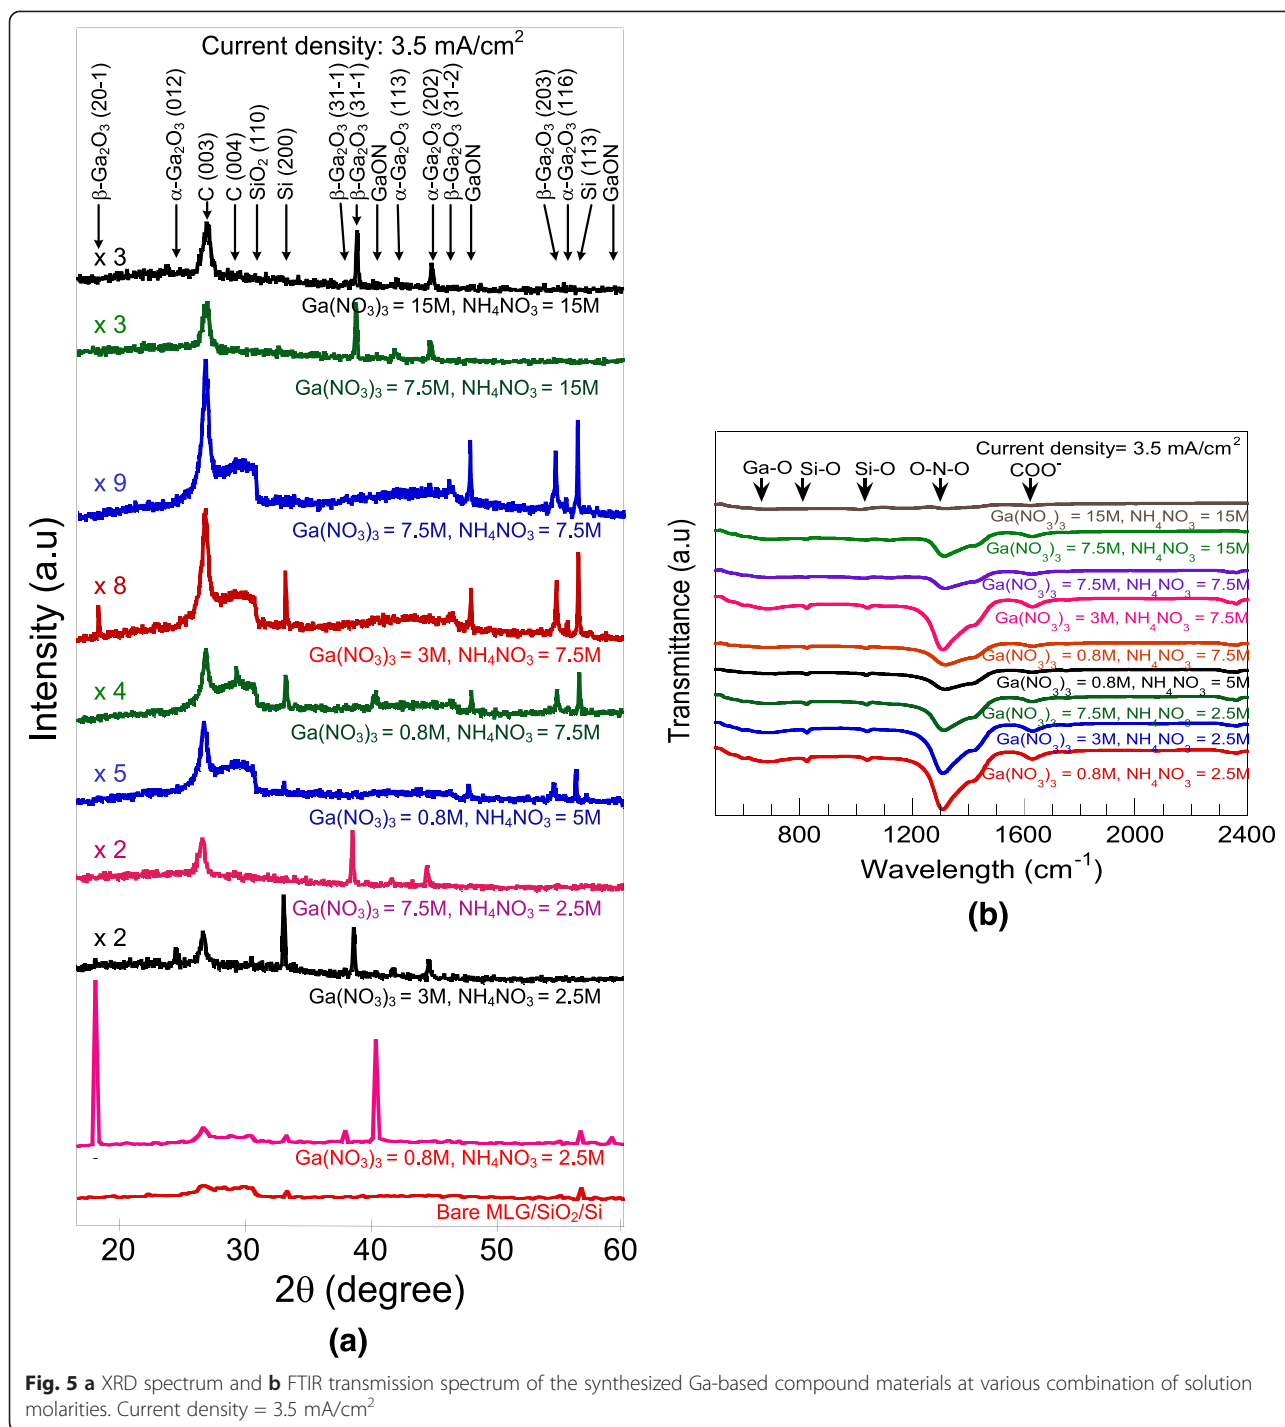 Current density: 3.5 mA/cm²
β-Ga₂O₃ (20-1)
α-Ga₂O₃ (012)
C (003)
C (004)
SiO₂ (110)
Si (200)
β-Ga₂O₃ (31-1)
β-Ga₂O₃ (31-1)
GaON
α-Ga₂O₃ (113)
α-Ga₂O₃ (202)
β-Ga₂O₃ (31-2)
GaON
β-Ga₂O₃ (203)
α-Ga₂O₃ (116)
Si (113)
GaON
x 3
Ga(NO₃)₃ = 15M, NH₄NO₃ = 15M
x 3
Ga(NO₃)₃ = 7.5M, NH₄NO₃ = 15M
x 9
Ga(NO₃)₃ = 7.5M, NH₄NO₃ = 7.5M
x 8
Ga(NO₃)₃ = 3M, NH₄NO₃ = 7.5M
x 4
Ga(NO₃)₃ = 0.8M, NH₄NO₃ = 7.5M
x 5
Ga(NO₃)₃ = 0.8M, NH₄NO₃ = 5M
x 2
Ga(NO₃)₃ = 7.5M, NH₄NO₃ = 2.5M
x 2
Ga(NO₃)₃ = 3M, NH₄NO₃ = 2.5M
-
Ga(NO₃)₃ = 0.8M, NH₄NO₃ = 2.5M
Bare MLG/SiO₂/Si
Intensity (a.u)
20 30 40 50 60
2θ (degree)
(a)
Current density= 3.5 mA/cm²
Ga-O Si-O Si-O O-N-O COO⁻
Ga(NO₃)₃ = 15M, NH₄NO₃ = 15M
Ga(NO₃)₃ = 7.5M, NH₄NO₃ = 15M
Ga(NO₃)₃ = 7.5M, NH₄NO₃ = 7.5M
Ga(NO₃)₃ = 3M, NH₄NO₃ = 7.5M
Ga(NO₃)₃ = 0.8M, NH₄NO₃ = 7.5M
Ga(NO₃)₃ = 0.8M, NH₄NO₃ = 5M
Ga(NO₃)₃ = 7.5M, NH₄NO₃ = 2.5M
Ga(NO₃)₃ = 3M, NH₄NO₃ = 2.5M
Ga(NO₃)₃ = 0.8M, NH₄NO₃ = 2.5M
Transmittance (a.u)
800 1200 1600 2000 2400
Wavelength (cm⁻¹)
(b)
Fig. 5 a XRD spectrum and b FTIR transmission spectrum of the synthesized Ga-based compound materials at various combination of solution
molarities. Current density = 3.5 mA/cm²